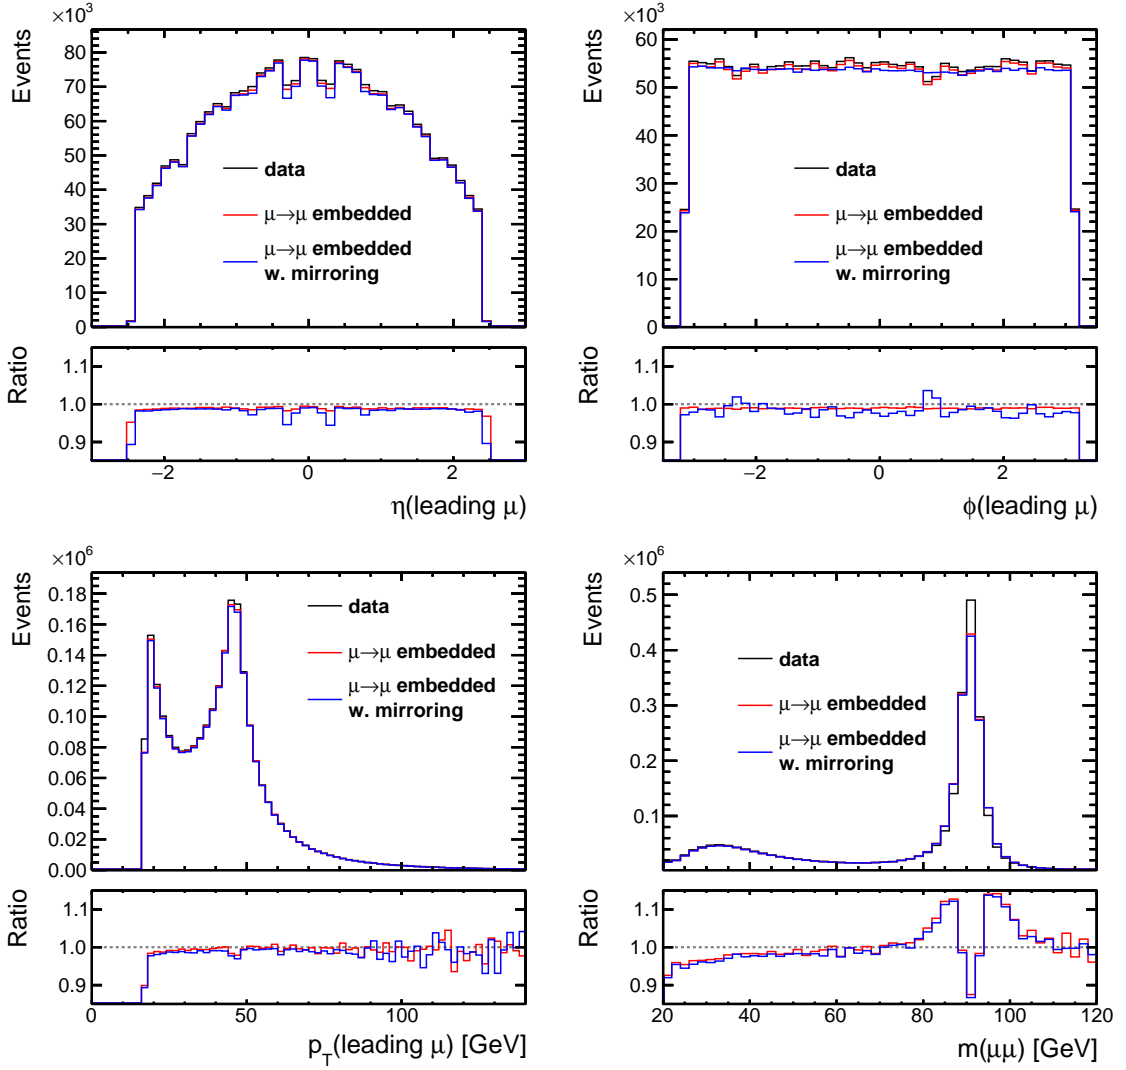 ×10³
Events
80
70
60
50
40
30
20
10
0
data
μ→μ embedded
μ→μ embedded
w. mirroring
Ratio
1.1
1.0
0.9
−2
0
2
η(leading μ)
×10³
Events
60
50
40
30
20
10
0
data
μ→μ embedded
μ→μ embedded
w. mirroring
Ratio
1.1
1.0
0.9
−2
0
2
ϕ(leading μ)
×10⁶
Events
0.18
0.16
0.14
0.12
0.10
0.08
0.06
0.04
0.02
0.00
data
μ→μ embedded
μ→μ embedded
w. mirroring
Ratio
1.1
1.0
0.9
0
50
100
p_T(leading μ) [GeV]
×10⁶
Events
0.5
0.4
0.3
0.2
0.1
data
μ→μ embedded
μ→μ embedded
w. mirroring
Ratio
1.1
1.0
0.9
20
40
60
80
100
120
m(μμ) [GeV]